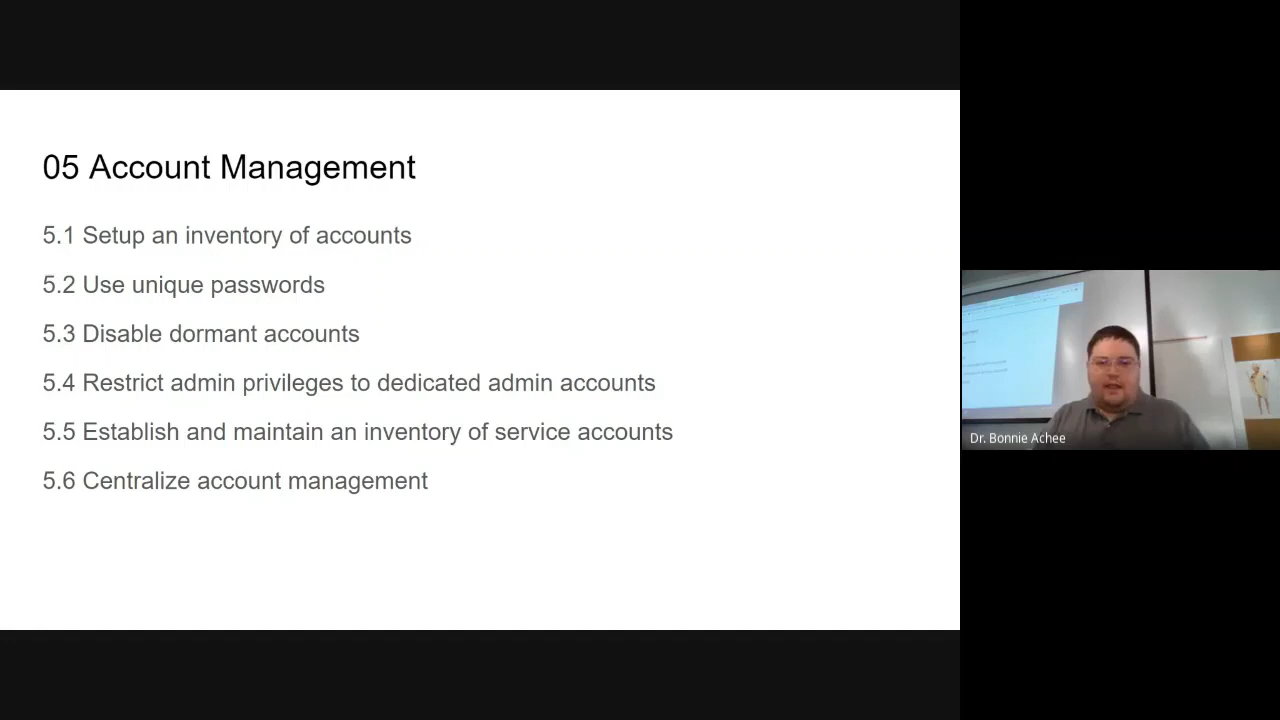 05 Account Management
5.1 Setup an inventory of accounts
5.2 Use unique passwords
5.3 Disable dormant accounts
5.4 Restrict admin privileges to dedicated admin accounts
5.5 Establish and maintain an inventory of service accounts
5.6 Centralize account management
Dr. Bonnie Achee